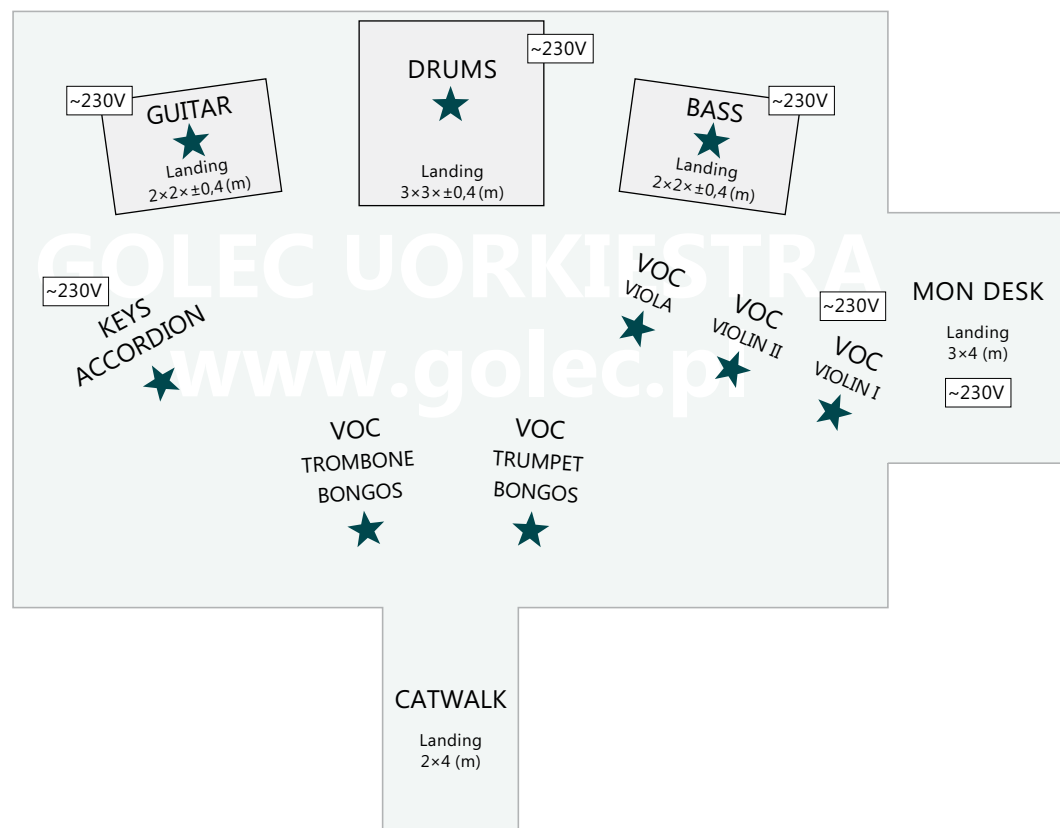 ~230V
DRUMS
Landing
3×3×±0,4 (m)
~230V
GUITAR
Landing
2×2×±0,4 (m)
~230V
BASS
Landing
2×2×±0,4 (m)
GOLEC UORKIESTRA
www.golec.pl
~230V
KEYS
ACCORDION
VOC
VIOLA
VOC
VIOLIN II
~230V
VOC
VIOLIN I
MON DESK
Landing
3×4 (m)
~230V
VOC
TROMBONE
BONGOS
VOC
TRUMPET
BONGOS
CATWALK
Landing
2×4 (m)